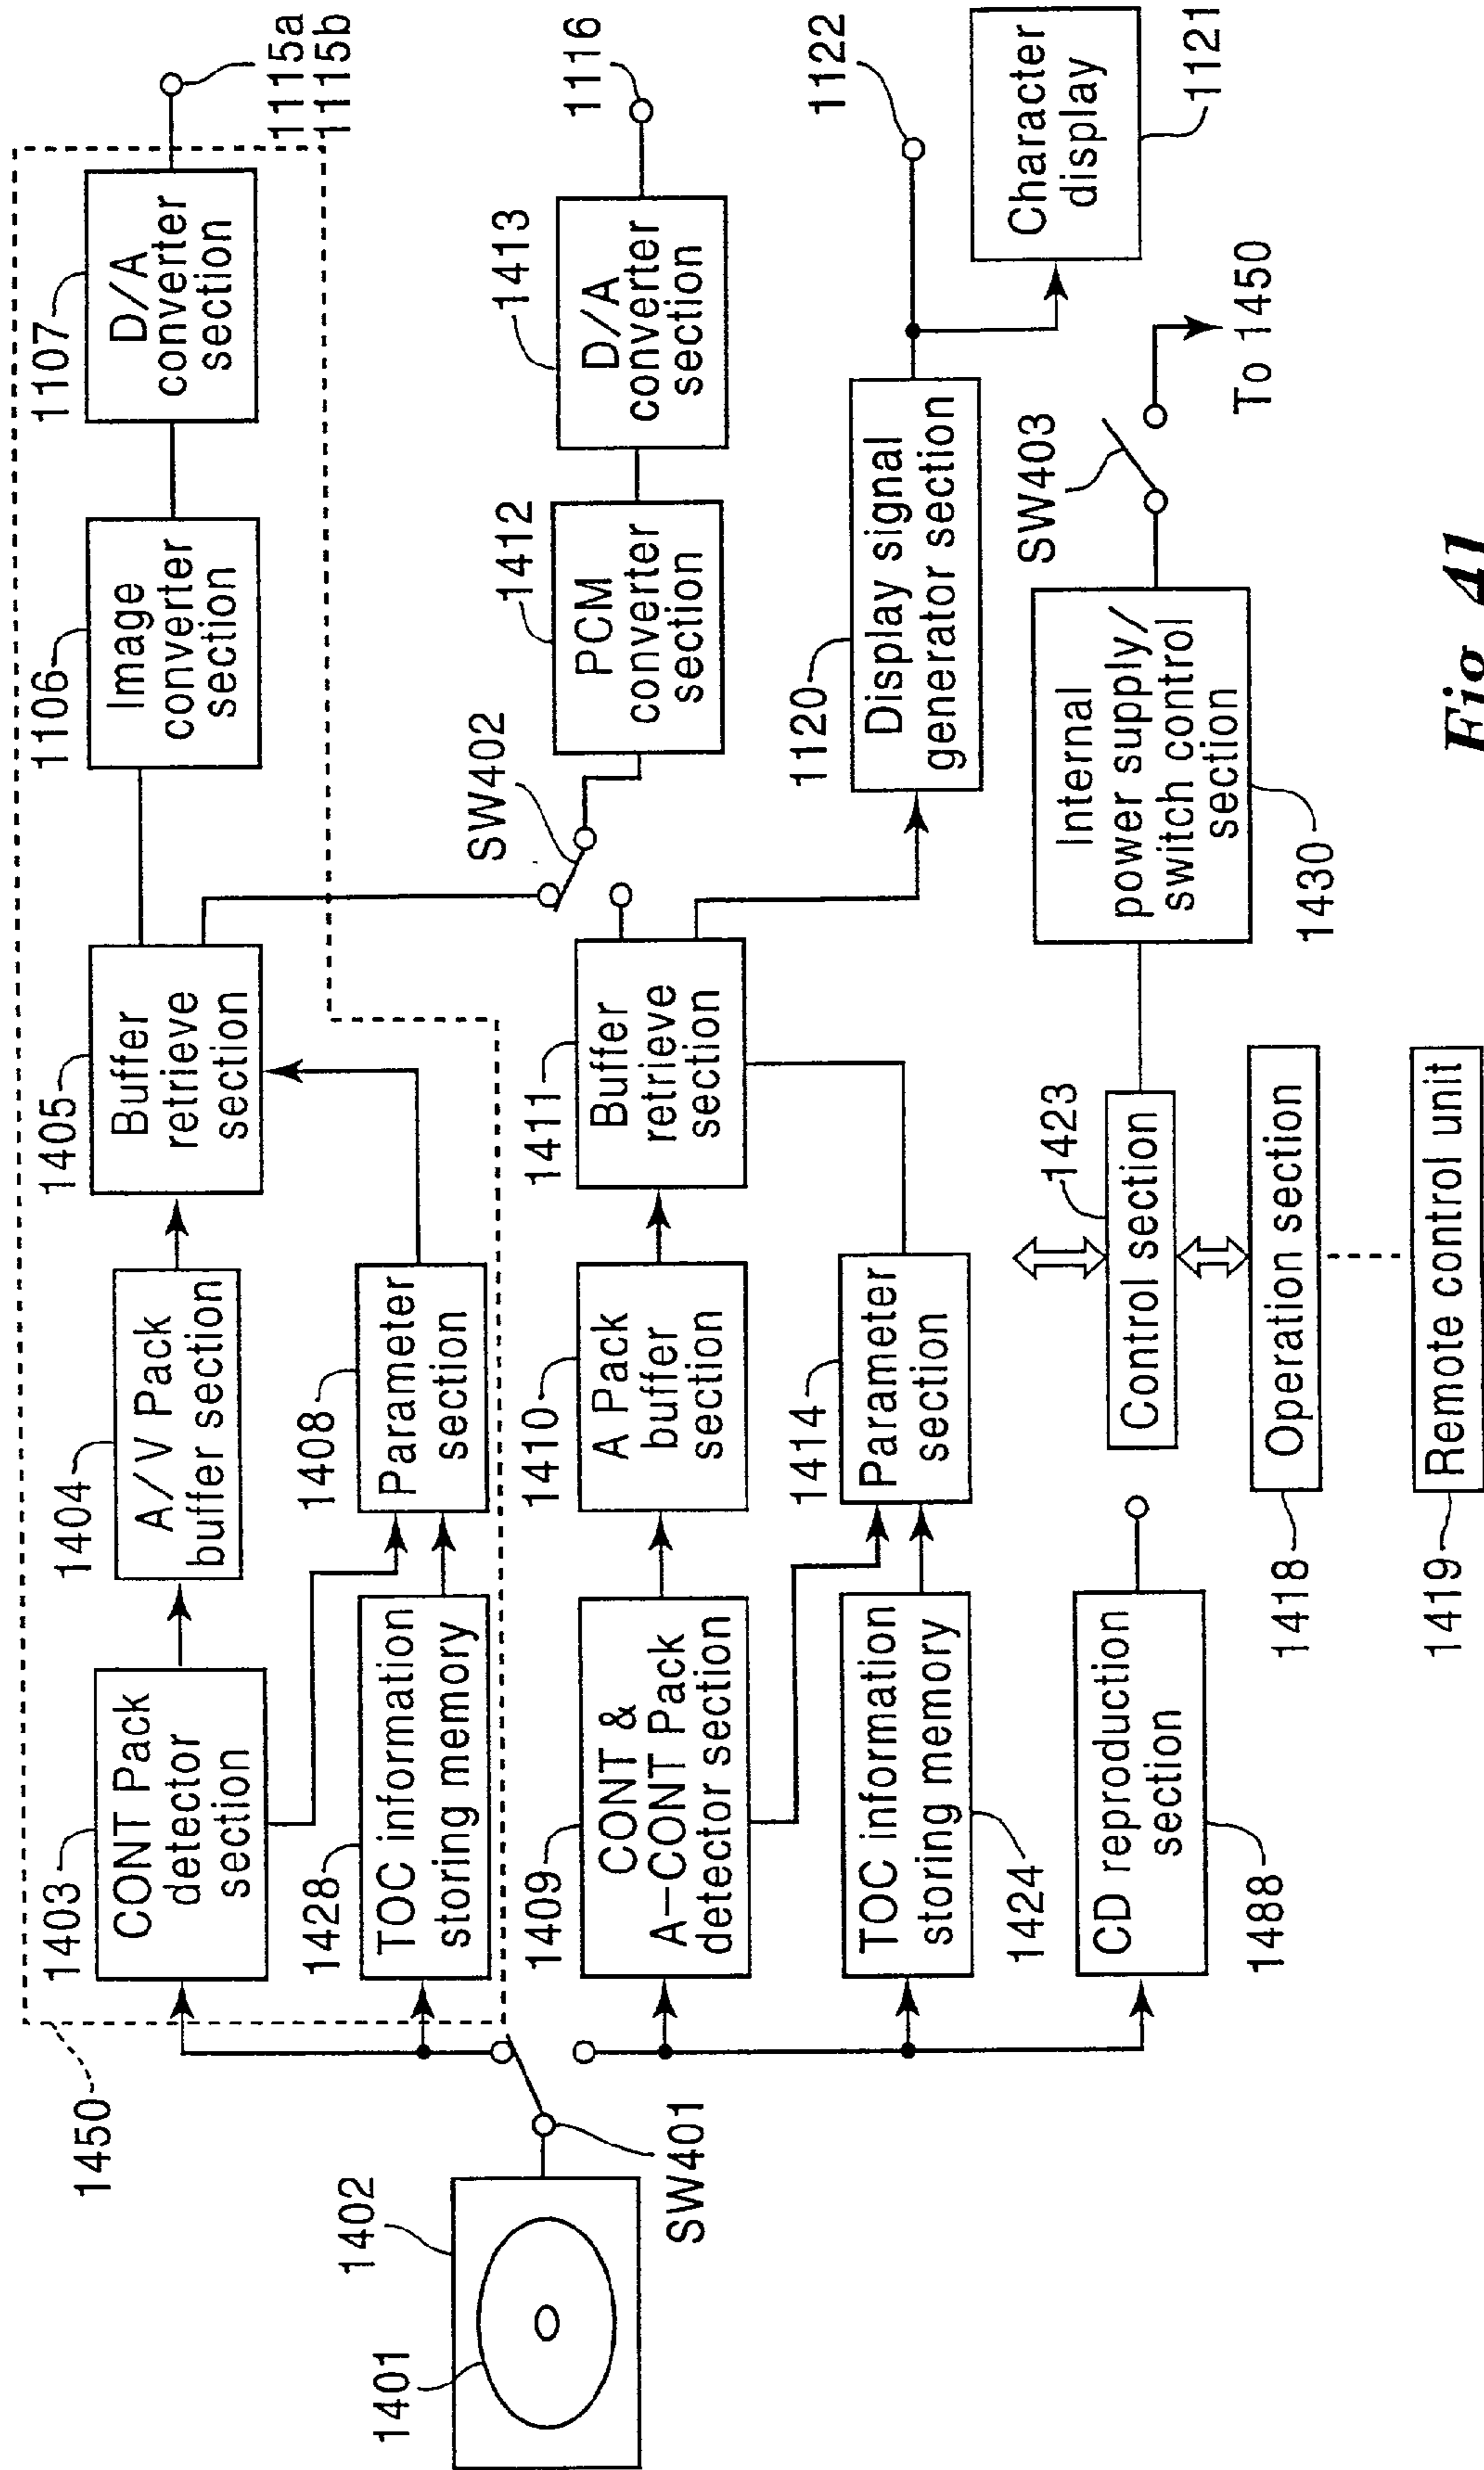 1450
1403
CONT Pack
detector
section
1404
A/V Pack
buffer section
1405
Buffer
retrieve
section
1106
Image
converter
section
1107
D/A
converter
section
1115a
1115b
1428
TOC information
storing memory
1408
Parameter
section
1402
1401
SW401
1409
CONT &
A-CONT Pack
detector section
1410
A Pack
buffer
section
1411
Buffer
retrieve
section
SW402
1412
PCM
converter
section
1413
D/A
converter
section
1116
TOC information
storing memory
1424
1414
Parameter
section
1120
Display signal
generator section
1122
Character
display
1121
CD reproduction
section
1488
1423
Control section
Internal
power supply/
switch control
section
1430
SW403
To 1450
Operation section
1418
Remote control unit
1419
Fig. 41